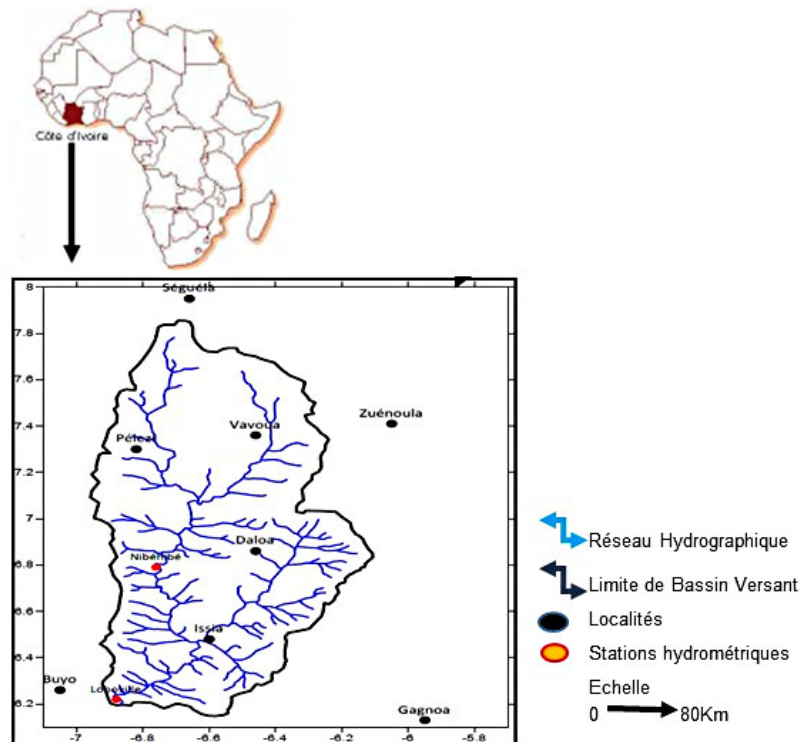 Côte d'Ivoire
8
Séguéla
7.8
7.6
7.4
Zuénoula
Vavoua
Pélezi
7.2
7
Daloa
6.8
Nibéhibé
6.6
Issia
6.4
Buyo
6.2
Gagnoa
-7
-6.8
-6.6
-6.4
-6.2
-6
-5.8
Réseau Hydrographique
Limite de Bassin Versant
Localités
Stations hydrométriques
Echelle
0 80Km